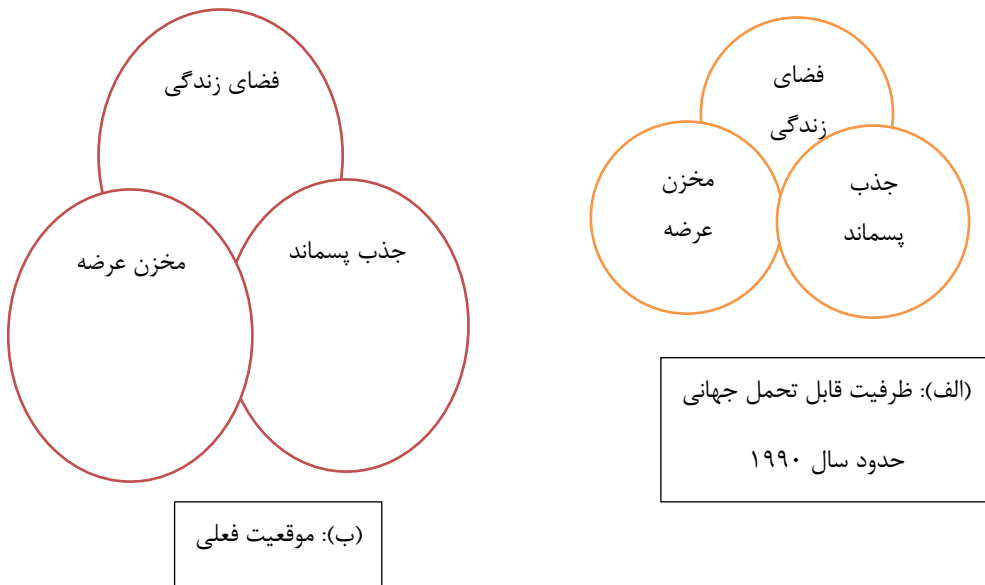 فضای
زندگی
جذب
پسماند
مخزن
عرضه
(الف): ظرفیت قابل تحمل جهانی
حدود سال ۱۹۹۰
فضای زندگی
جذب پسماند
مخزن عرضه
(ب): موقعیت فعلی